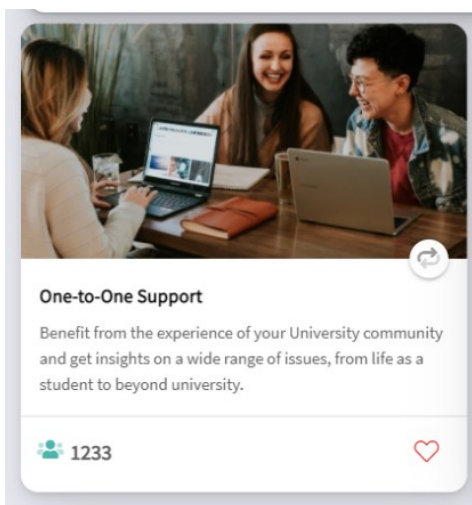 One-to-One Support
Benefit from the experience of your University community
and get insights on a wide range of issues, from life as a
student to beyond university.
1233